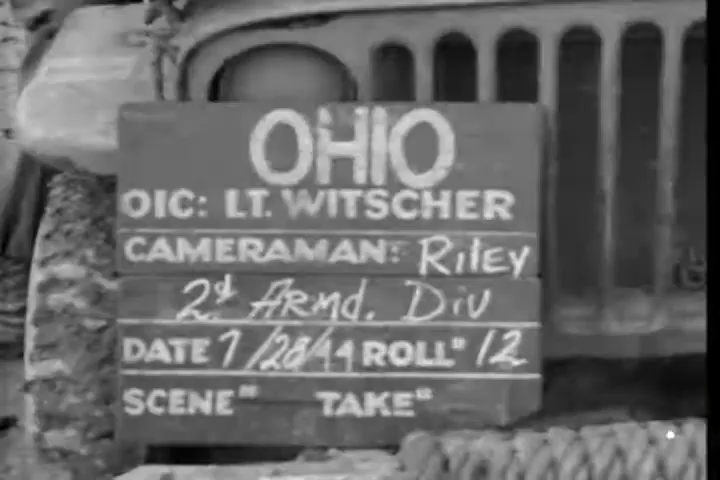 OHIO
OIC: LT. WITSCHER
CAMERAMAN: Riley
2d Armd. Div
DATE 7/28/44 ROLL" 12
SCENE" TAKE"